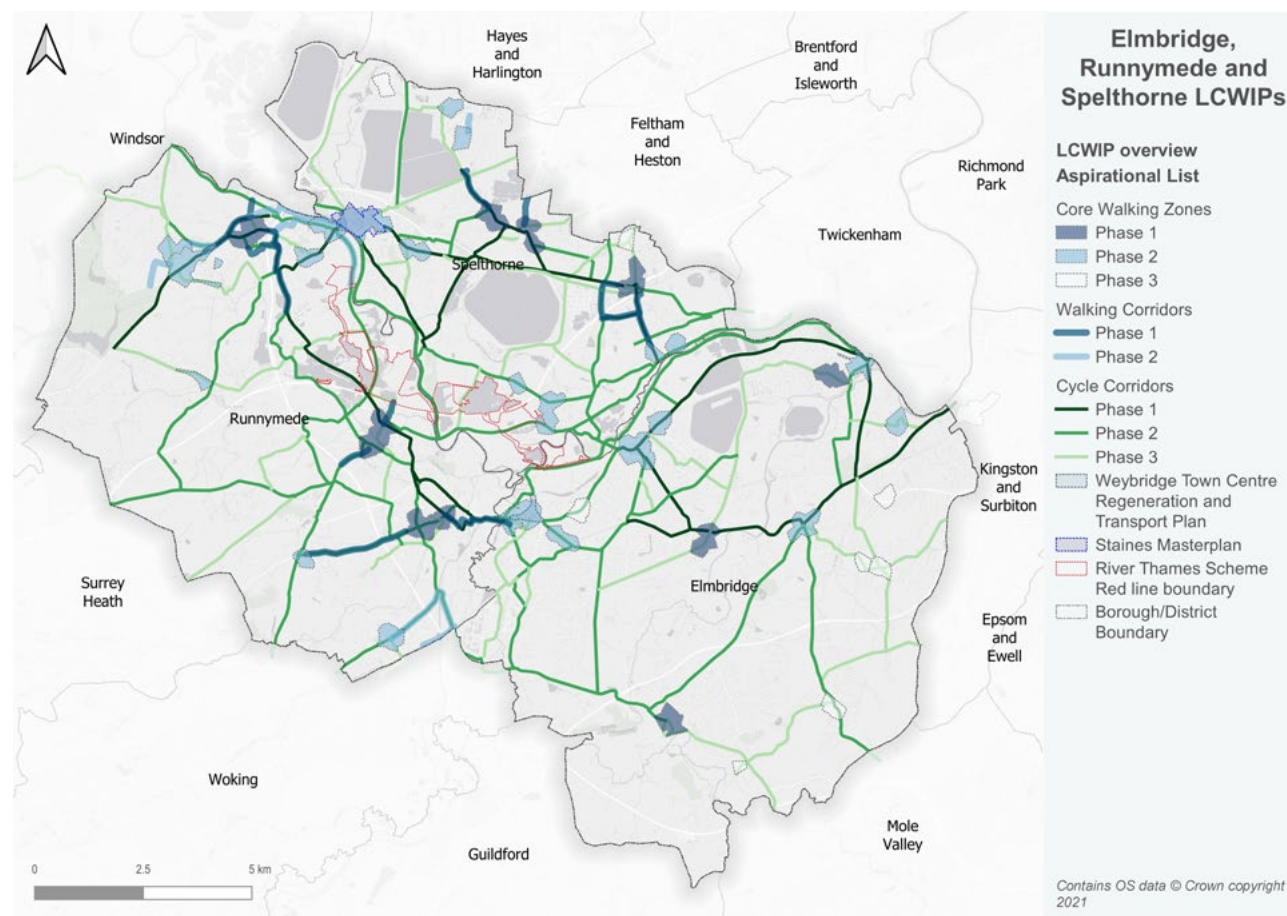 Elmbridge,
Runnymede and
Spelthorne LCWIPs
LCWIP overview
Aspirational List
Core Walking Zones
Phase 1
Phase 2
Phase 3
Walking Corridors
Phase 1
Phase 2
Cycle Corridors
Phase 1
Phase 2
Phase 3
Weybridge Town Centre
Regeneration and
Transport Plan
Staines Masterplan
River Thames Scheme
Red line boundary
Borough/District
Boundary
Contains OS data © Crown copyright
2021
Hayes
and
Harlington
Brentford
and
Isleworth
Windsor
Feltham
and
Heston
Richmond
Park
Twickenham
Spelthorne
Runnymede
Kingston
and
Surbiton
Surrey
Heath
Elmbridge
Epsom
and
Ewell
Woking
Mole
Valley
Guildford
0 2.5 5 km